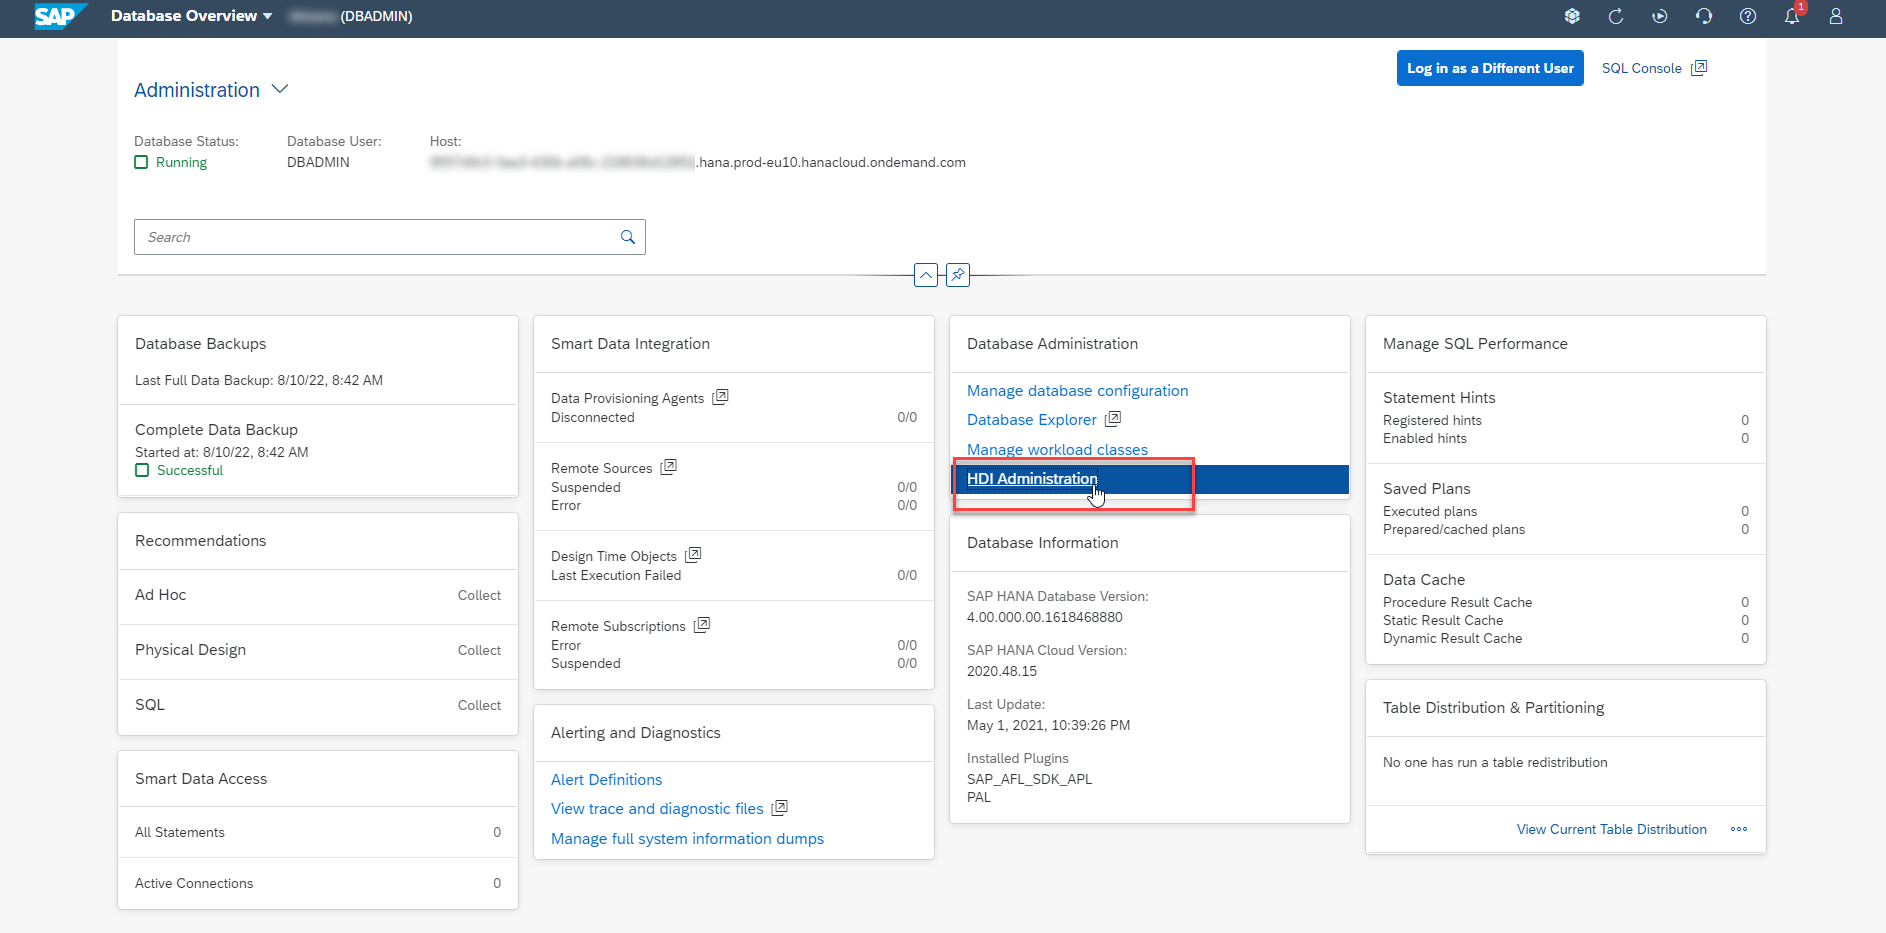 SAP Database Overview (DBADMIN)
1
Administration
Log in as a Different User
SQL Console
Database Status:
Running
Database User:
DBADMIN
Host:
.hana.prod-eu10.hanacloud.ondemand.com
Search
Database Backups
Last Full Data Backup: 8/10/22, 8:42 AM
Complete Data Backup
Started at: 8/10/22, 8:42 AM
Successful
Recommendations
Ad Hoc Collect
Physical Design Collect
SQL Collect
Smart Data Access
All Statements 0
Active Connections 0
Smart Data Integration
Data Provisioning Agents
Disconnected 0/0
Remote Sources
Suspended 0/0
Error 0/0
Design Time Objects
Last Execution Failed 0/0
Remote Subscriptions
Error 0/0
Suspended 0/0
Alerting and Diagnostics
Alert Definitions
View trace and diagnostic files
Manage full system information dumps
Database Administration
Manage database configuration
Database Explorer
Manage workload classes
HDI Administration
Database Information
SAP HANA Database Version:
4.00.000.00.1618468880
SAP HANA Cloud Version:
2020.48.15
Last Update:
May 1, 2021, 10:39:26 PM
Installed Plugins
SAP_AFL_SDK_APL
PAL
Manage SQL Performance
Statement Hints
Registered hints 0
Enabled hints 0
Saved Plans
Executed plans 0
Prepared/cached plans 0
Data Cache
Procedure Result Cache 0
Static Result Cache 0
Dynamic Result Cache 0
Table Distribution & Partitioning
No one has run a table redistribution
View Current Table Distribution